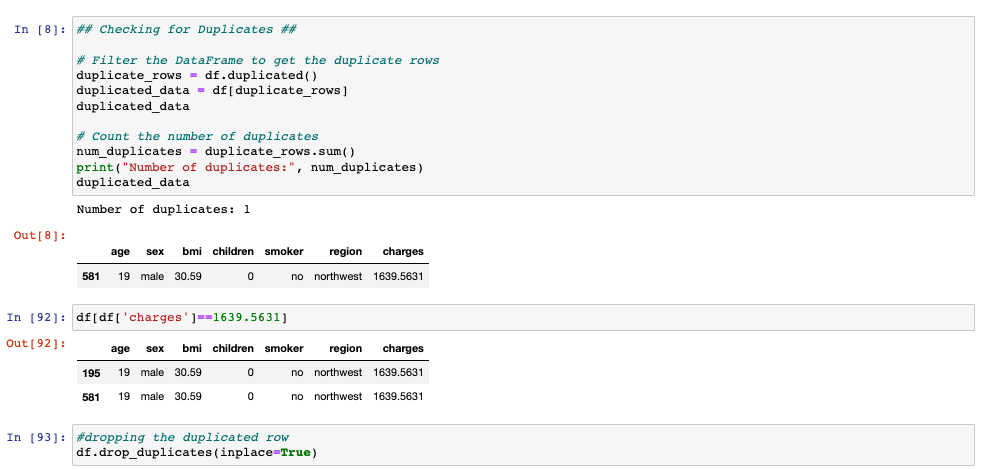 In [8]: ## Checking for Duplicates ##
# Filter the DataFrame to get the duplicate rows
duplicate_rows = df.duplicated()
duplicated_data = df[duplicate_rows]
duplicated_data
# Count the number of duplicates
num_duplicates = duplicate_rows.sum()
print("Number of duplicates:", num_duplicates)
duplicated_data
Number of duplicates: 1
Out[8]:
age sex bmi children smoker region charges
581 19 male 30.59 0 no northwest 1639.5631
In [92]: df[df['charges']==1639.5631]
Out[92]:
age sex bmi children smoker region charges
195 19 male 30.59 0 no northwest 1639.5631
581 19 male 30.59 0 no northwest 1639.5631
In [93]: #dropping the duplicated row
df.drop_duplicates(inplace=True)